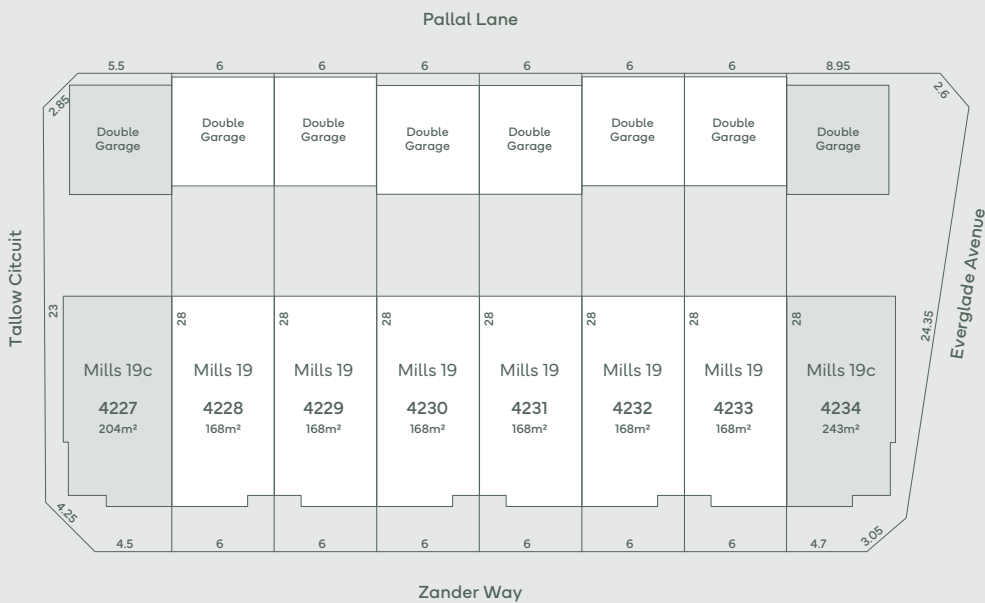 Pallal Lane
5.5 6 6 6 6 6 6 8.95
2.85 2.6
Double Garage
Double Garage
Double Garage
Double Garage
Double Garage
Double Garage
Double Garage
Double Garage
Tallow Citcuit
Everglade Avenue
23 28 28 28 28 28 28 28 24.35
Mills 19c Mills 19 Mills 19 Mills 19 Mills 19 Mills 19 Mills 19 Mills 19c
4227 4228 4229 4230 4231 4232 4233 4234
204m² 168m² 168m² 168m² 168m² 168m² 168m² 243m²
4.25 3.05
4.5 6 6 6 6 6 6 4.7
Zander Way